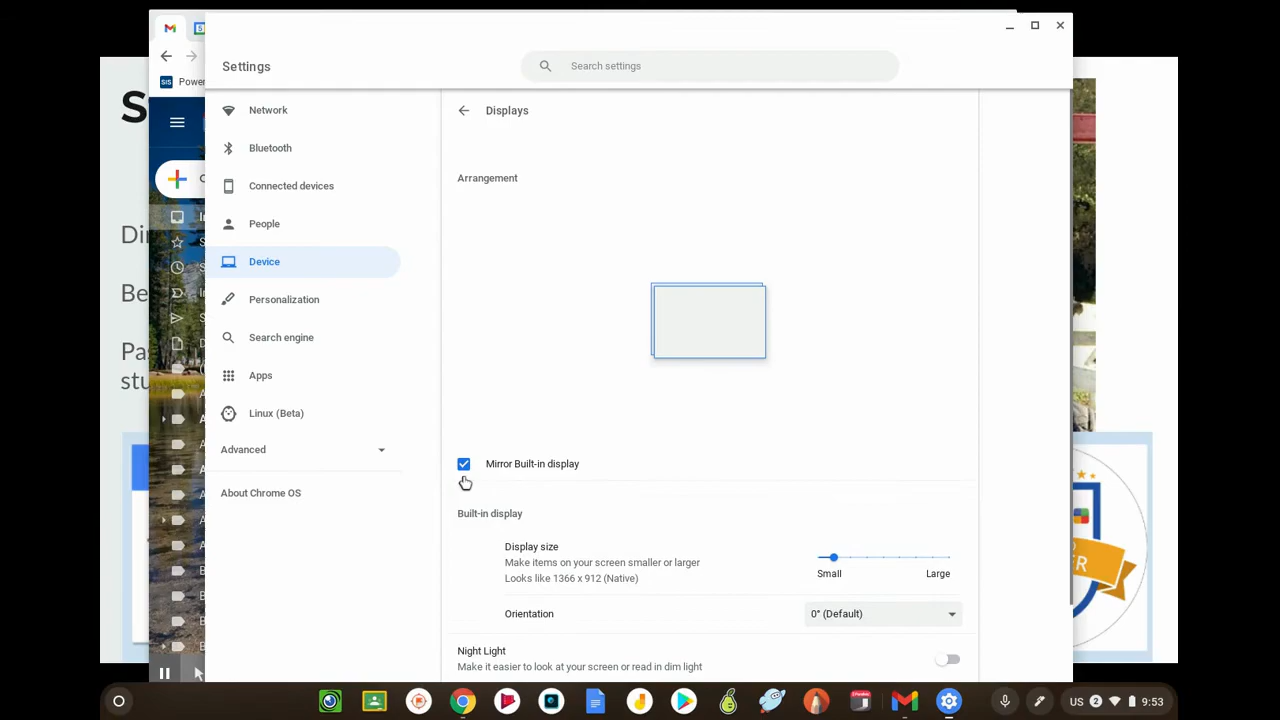 Settings
Search settings
SIS
Power
Network
Bluetooth
Connected devices
People
Device
Personalization
Search engine
Apps
Linux (Beta)
Advanced
About Chrome OS
Displays
Arrangement
Mirror Built-in display
Built-in display
Display size
Make items on your screen smaller or larger
Looks like 1366 x 912 (Native)
Small
Large
Orientation
0° (Default)
Night Light
Make it easier to look at your screen or read in dim light
US 2 9:53